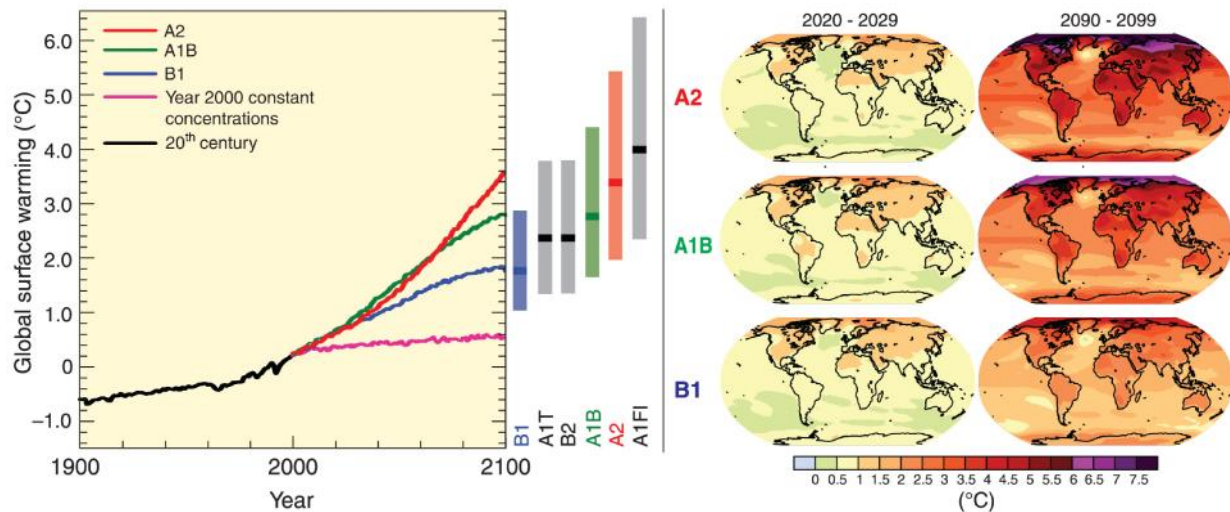 Global surface warming (°C)
6.0
5.0
4.0
3.0
2.0
1.0
0
–1.0
A2
A1B
B1
Year 2000 constant
concentrations
20th century
1900
2000
2100
Year
B1
A1T
B2
A1B
A2
A1FI
2020 - 2029
2090 - 2099
A2
A1B
B1
0 0.5 1 1.5 2 2.5 3 3.5 4 4.5 5 5.5 6 6.5 7 7.5
(°C)